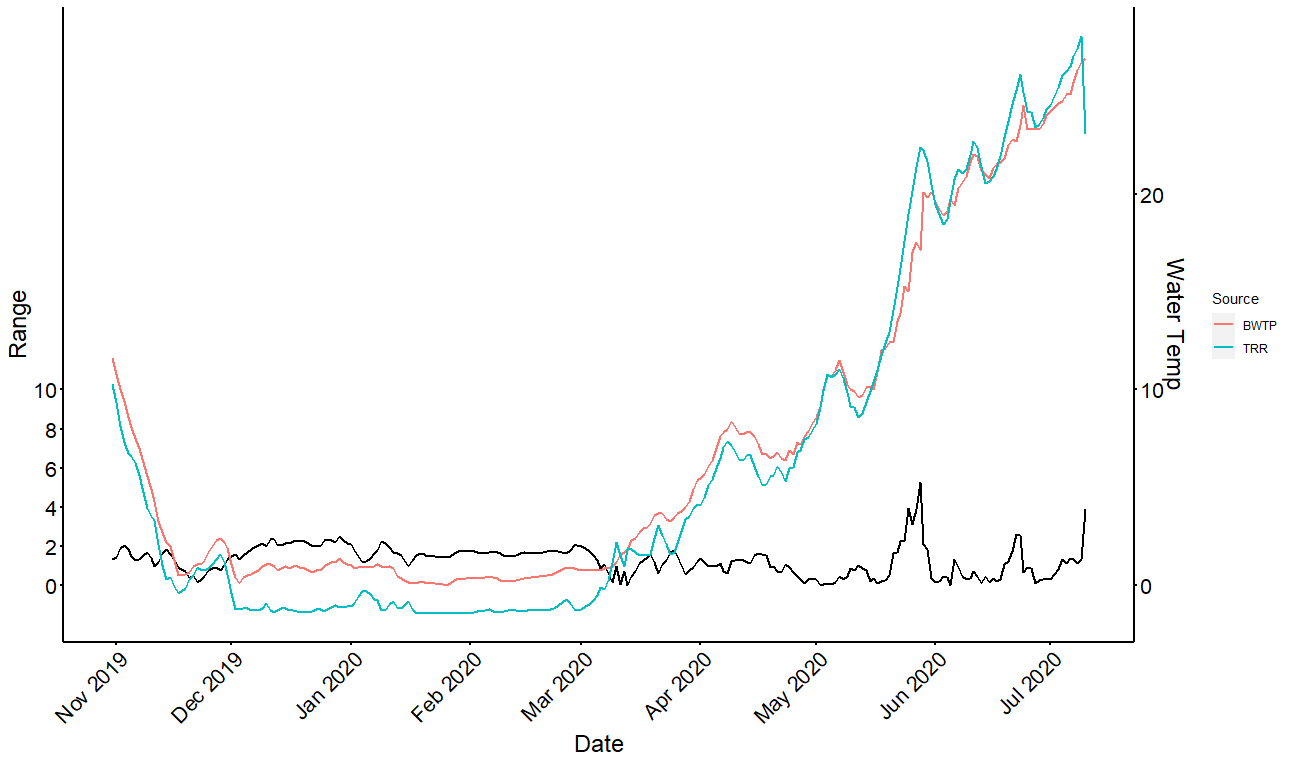 Range
10
8
6
4
2
0
20
10
0
Water Temp
Source
BWTP
TRR
Nov 2019
Dec 2019
Jan 2020
Feb 2020
Mar 2020
Apr 2020
May 2020
Jun 2020
Jul 2020
Date